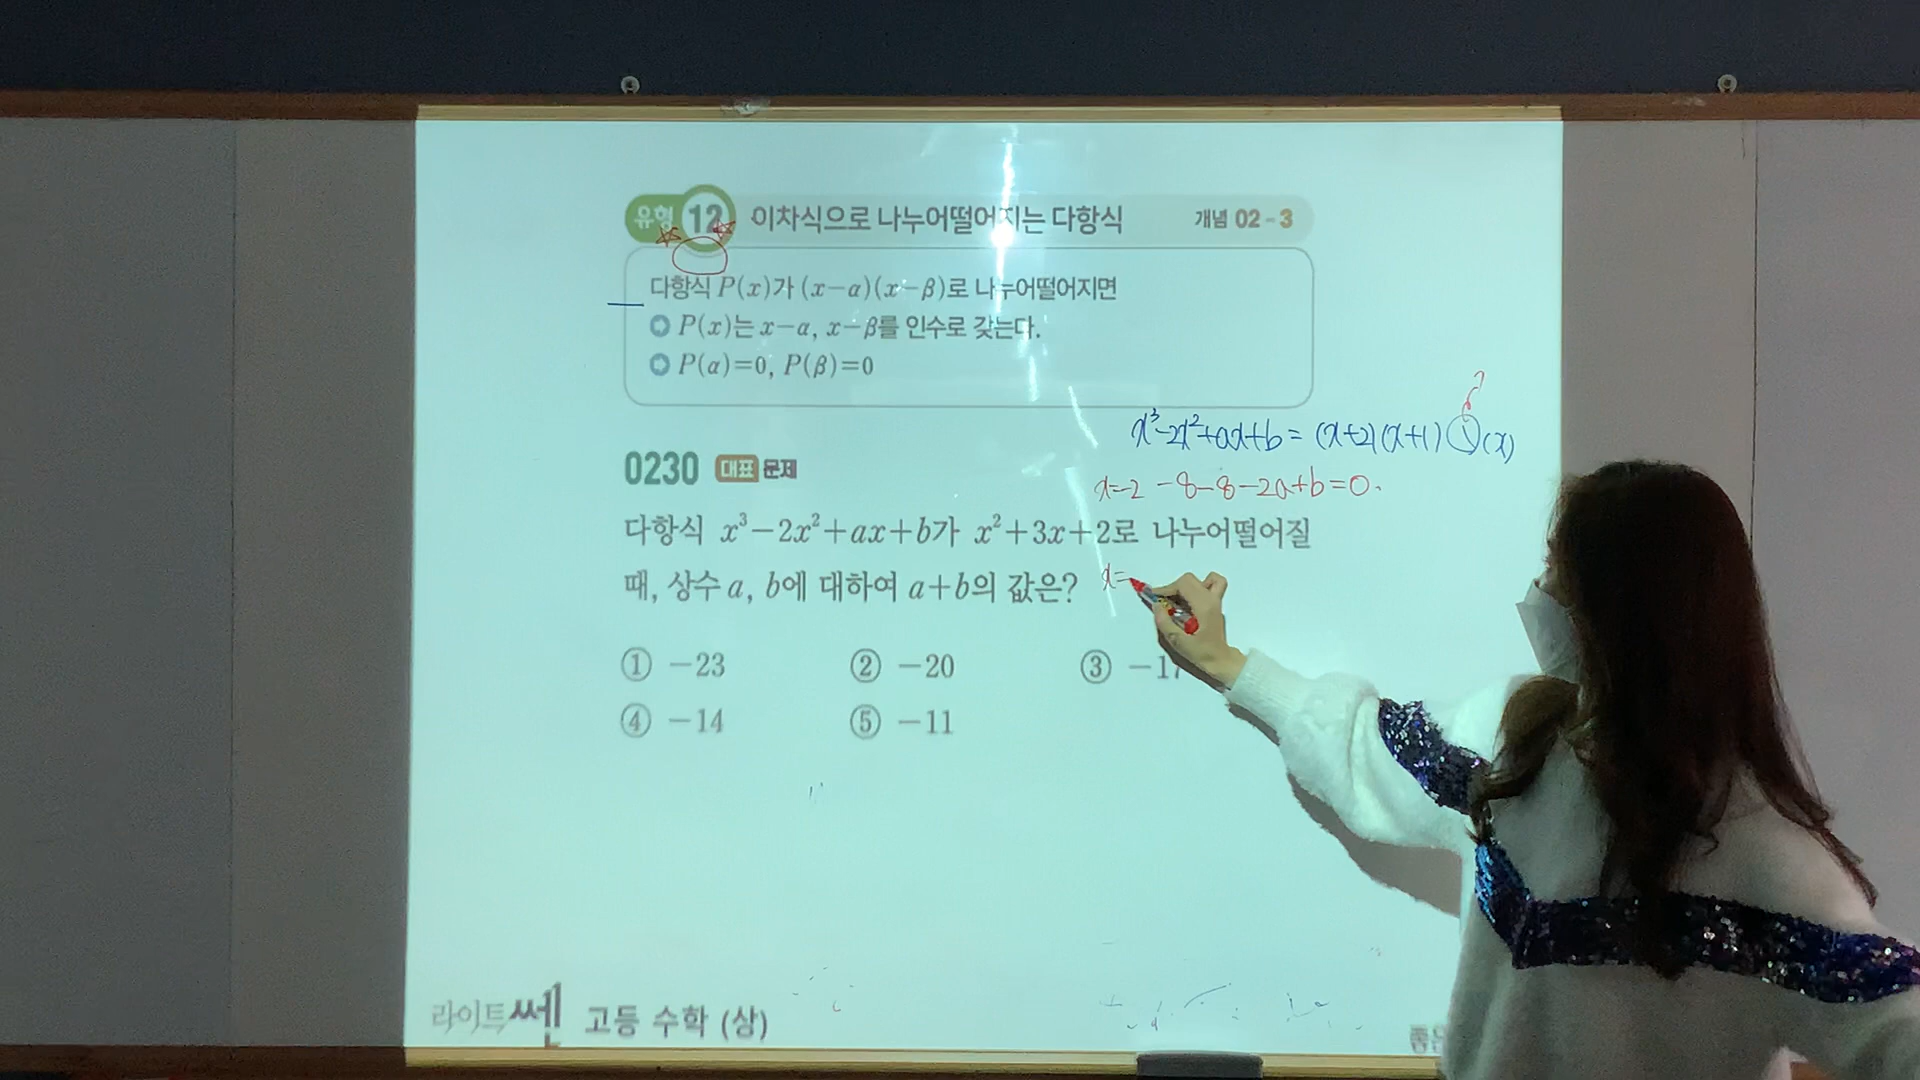 유형 12 이차식으로 나누어떨어지는 다항식 개념 02-3
다항식 P(x)가 (x-α)(x-β)로 나누어떨어지면
P(x)는 x-α, x-β를 인수로 갖는다.
P(α)=0, P(β)=0
x³-2x²+ax+b = (x+2)(x+1) (x)
0230 대표 문제
x=-2 -8-8-2a+b=0.
다항식 x³-2x²+ax+b가 x²+3x+2로 나누어떨어질
때, 상수 a, b에 대하여 a+b의 값은?
x=
① -23 ② -20 ③
④ -14 ⑤ -11
라이트쎈 고등 수학 (상)